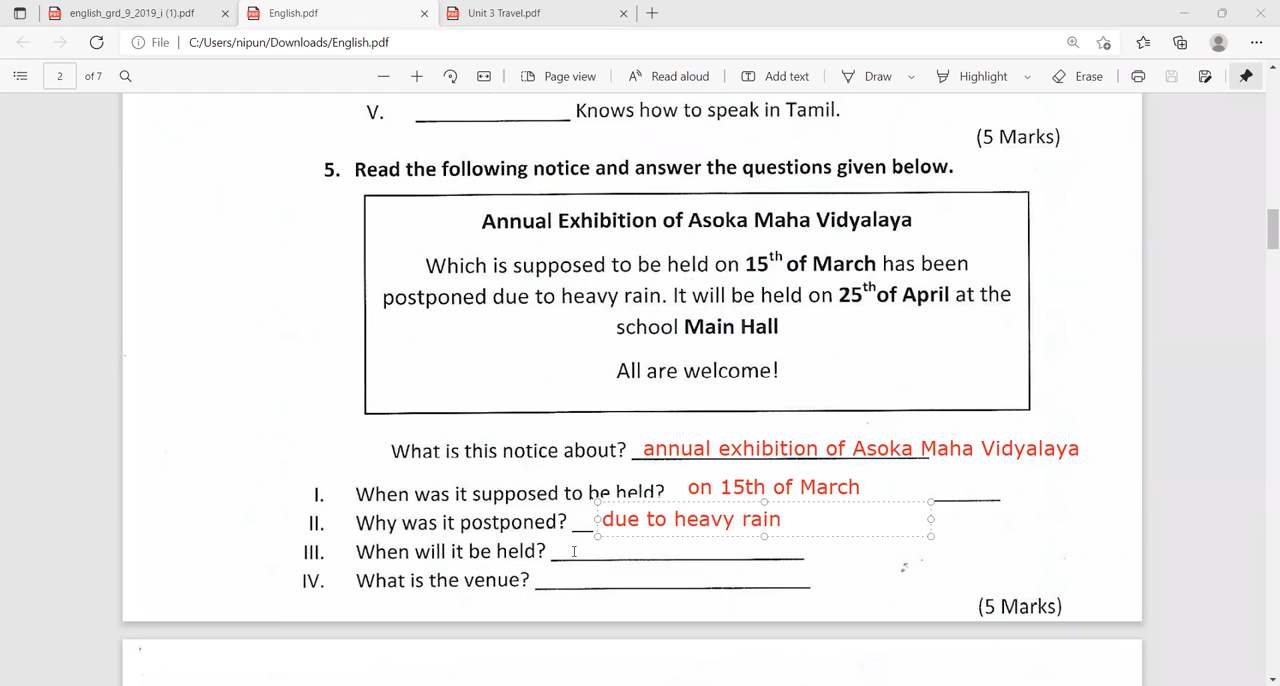 english_grd_9_2019_i (1).pdf English.pdf Unit 3 Travel.pdf
File C:/Users/nipun/Downloads/English.pdf
2 of 7 Page view Read aloud Add text Draw Highlight Erase
V. Knows how to speak in Tamil.
(5 Marks)
5. Read the following notice and answer the questions given below.
Annual Exhibition of Asoka Maha Vidyalaya
Which is supposed to be held on 15th of March has been
postponed due to heavy rain. It will be held on 25th of April at the
school Main Hall
All are welcome!
What is this notice about? annual exhibition of Asoka Maha Vidyalaya
I. When was it supposed to be held? on 15th of March
II. Why was it postponed? due to heavy rain
III. When will it be held?
IV. What is the venue?
(5 Marks)